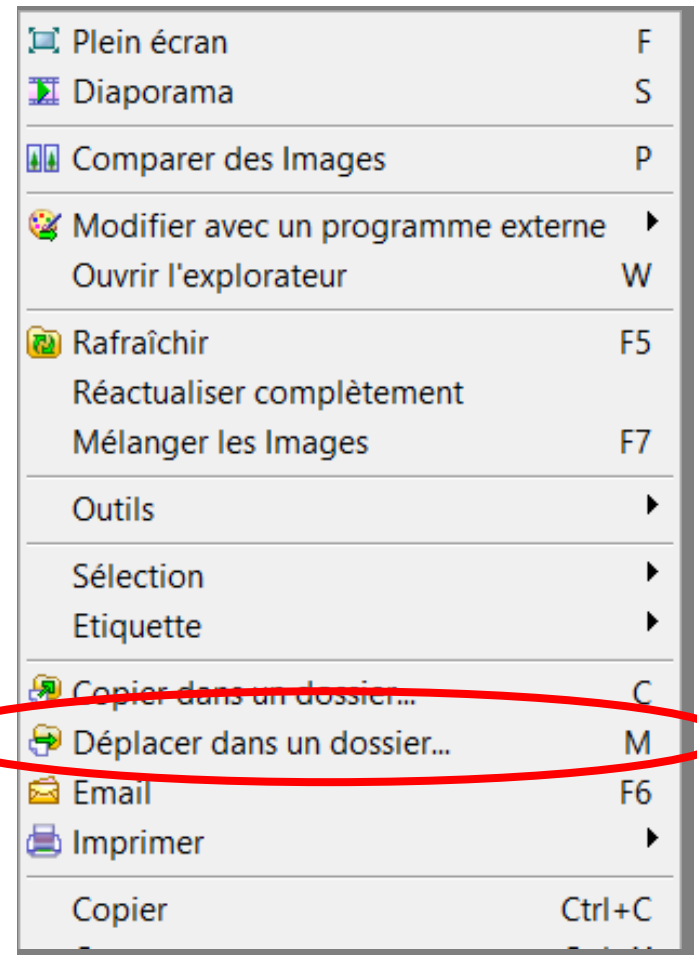 Plein écran F
Diaporama S
Comparer des Images P
Modifier avec un programme externe
Ouvrir l'explorateur W
Rafraîchir F5
Réactualiser complètement
Mélanger les Images F7
Outils
Sélection
Etiquette
Copier dans un dossier... C
Déplacer dans un dossier... M
Email F6
Imprimer
Copier Ctrl+C